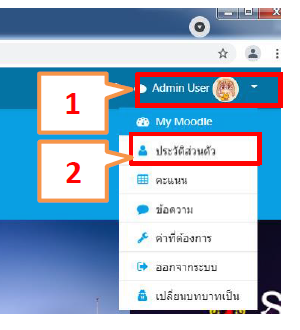 Admin User
1
My Moodle
ประวัติส่วนตัว
2
คะแนน
ข้อความ
ค่าที่ต้องการ
ออกจากระบบ
เปลี่ยนบทบาทเป็น